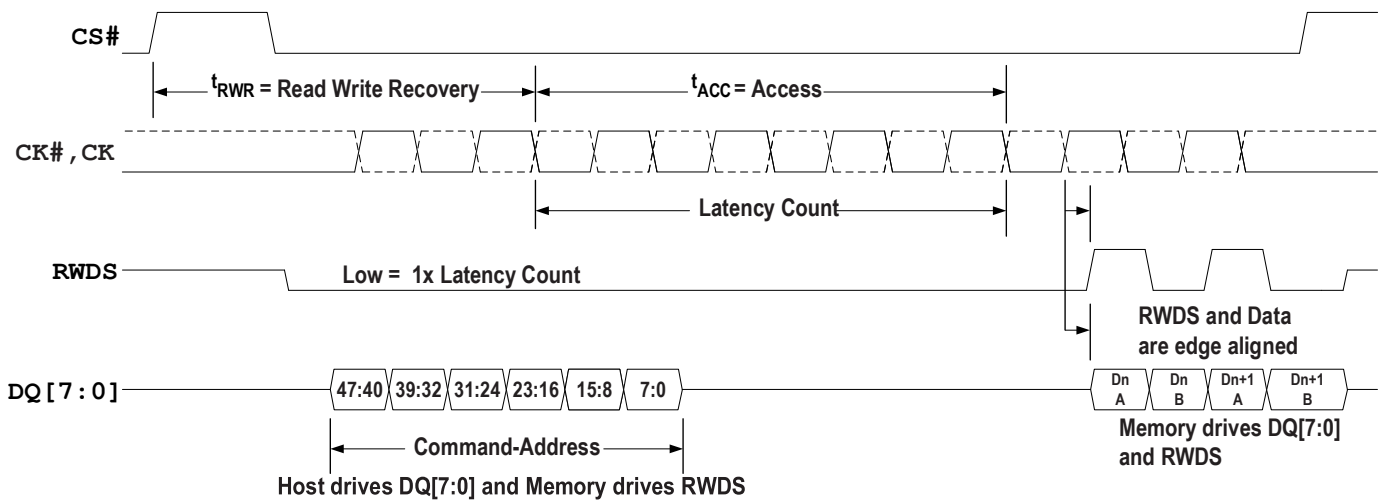 CS#
tRWR = Read Write Recovery
tACC = Access
CK#,CK
Latency Count
RWDS
Low = 1x Latency Count
RWDS and Data
are edge aligned
DQ[7:0]
47:40 39:32 31:24 23:16 15:8 7:0
Dn Dn Dn+1 Dn+1
A B A B
Command-Address
Memory drives DQ[7:0]
and RWDS
Host drives DQ[7:0] and Memory drives RWDS